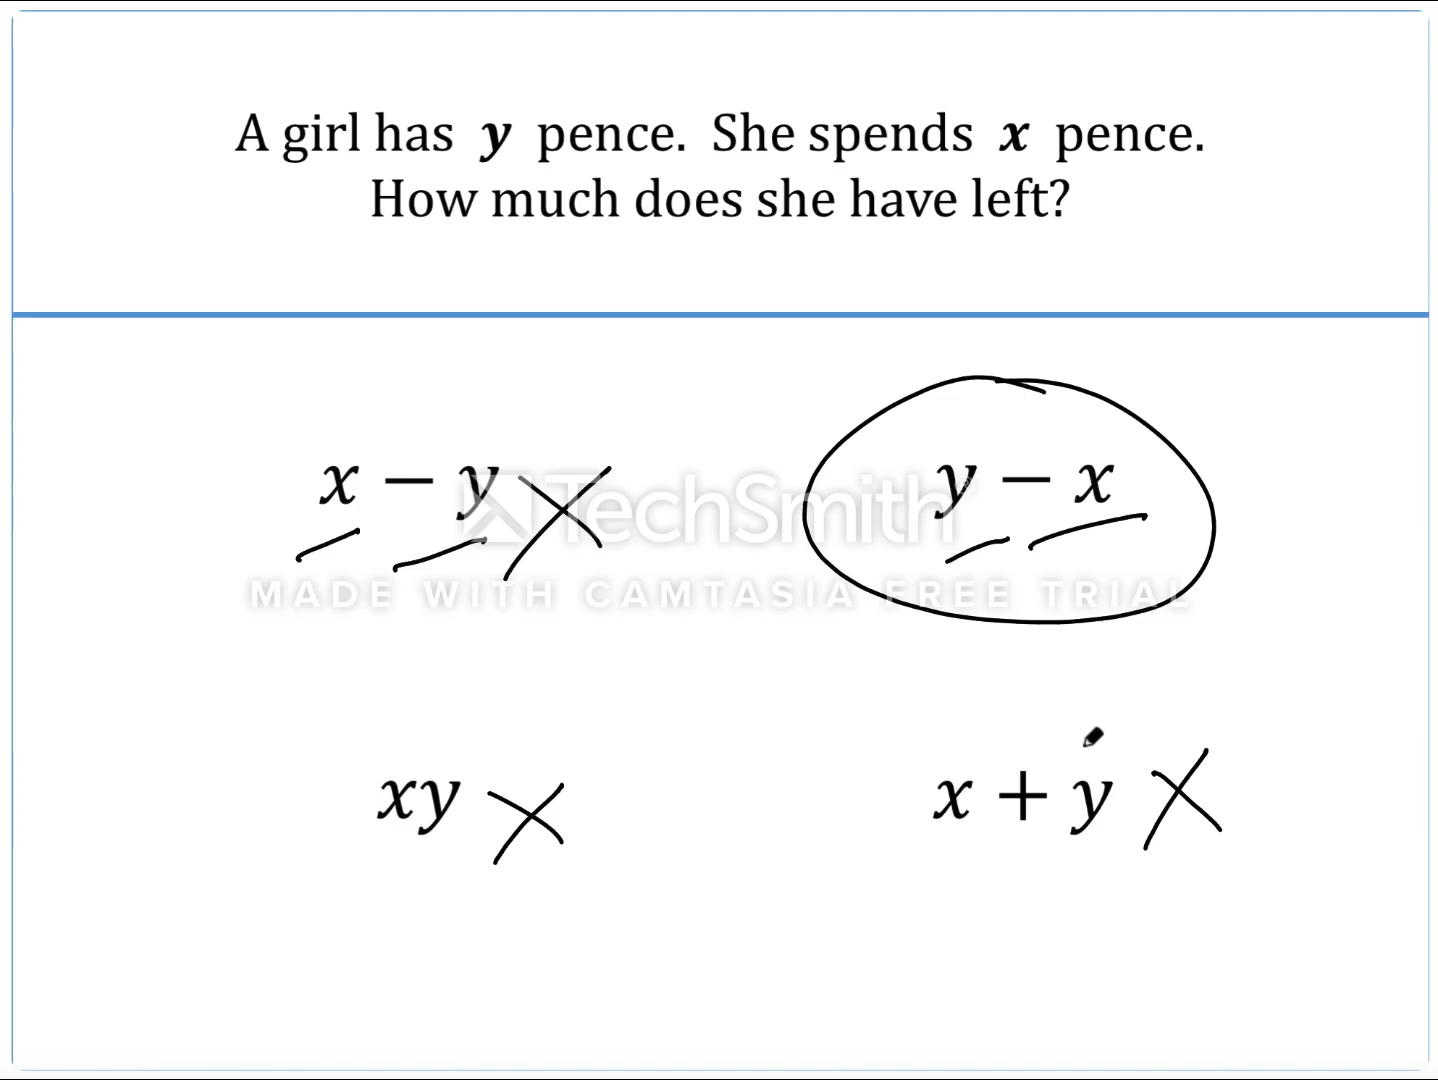 A girl has y pence. She spends x pence.
How much does she have left?
x − y
y − x
TechSmith
MADE WITH CAMTASIA FREE TRIAL
xy
x + y